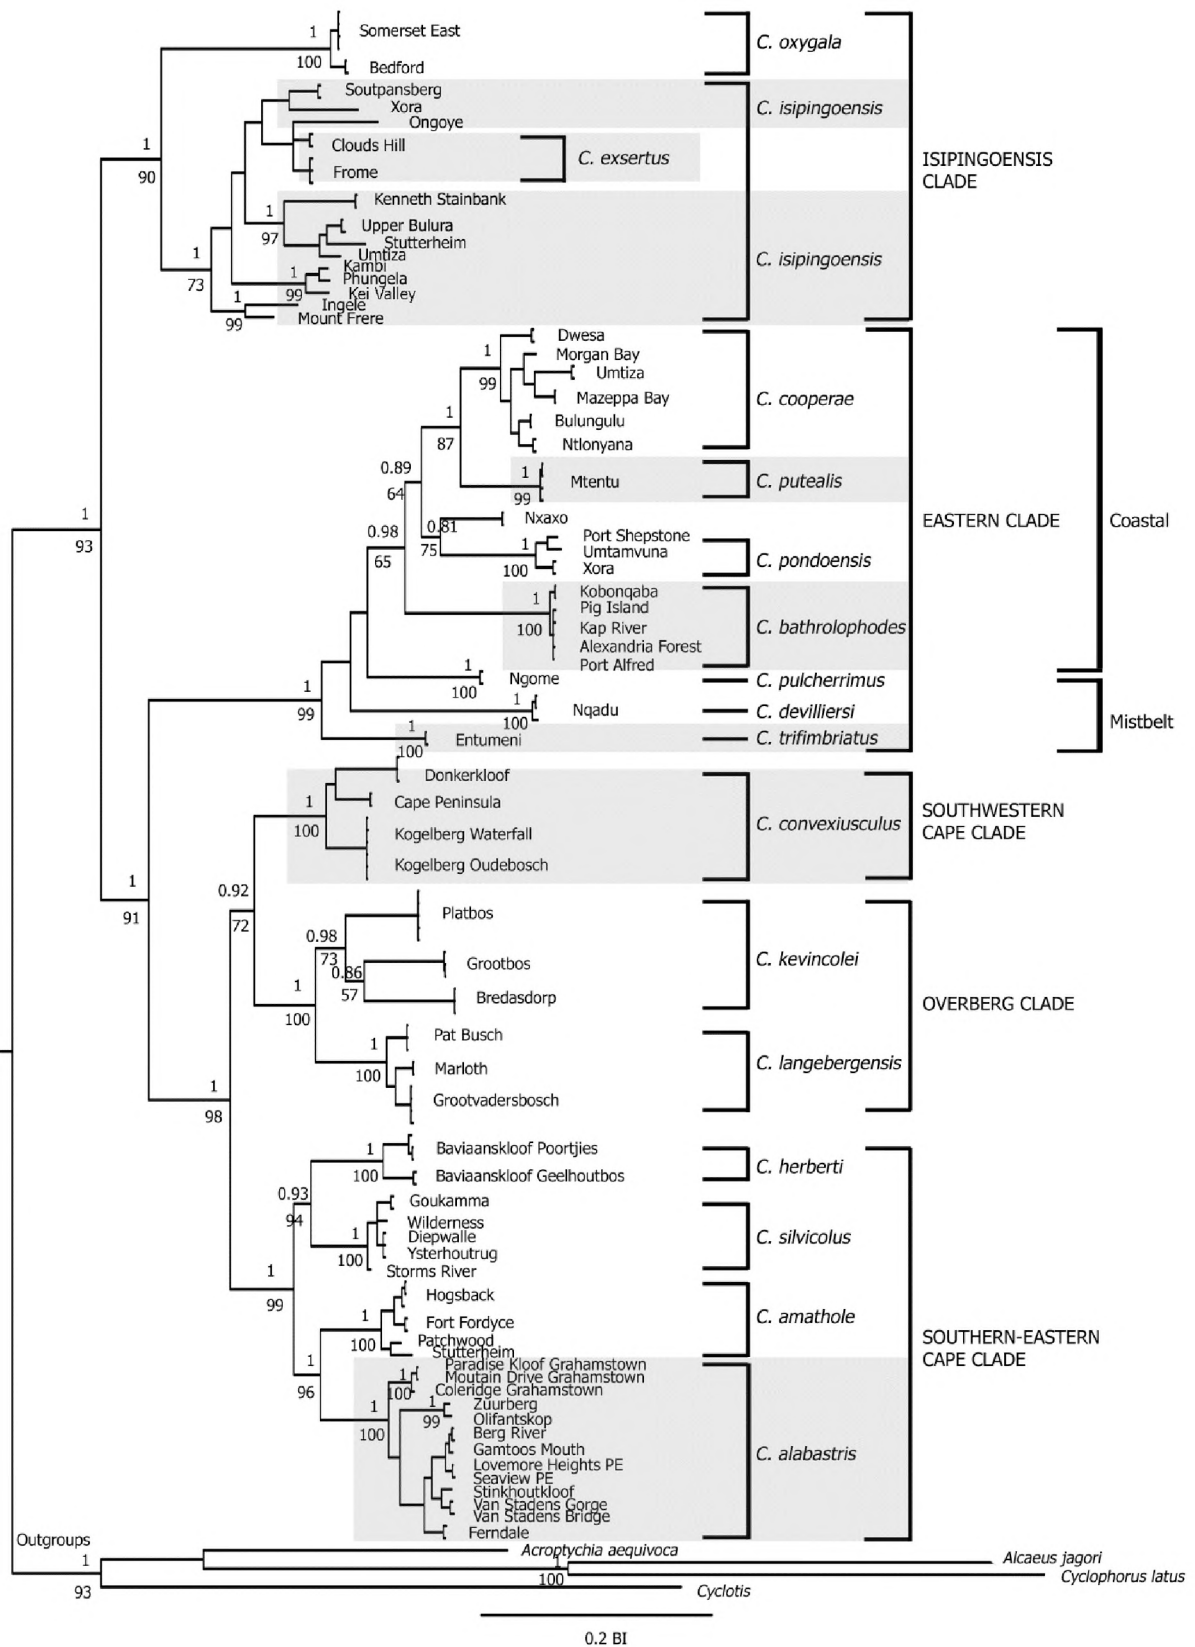 1
Somerset East
100
Bedford
C. oxygala
Soutpansberg
Xora
Ongoye
C. isipingoensis
Clouds Hill
Frome
C. exsertus
1
90
ISIPINGOENSIS
CLADE
Kenneth Stainbank
1
97
Upper Bulura
Stutterheim
Umtiza
C. isipingoensis
1
73
Kambi
Phungela
Kei Valley
1
99
Ingele
Mount Frere
1
99
Dwesa
Morgan Bay
Umtiza
Mazeppa Bay
Bulungulu
Ntlonyana
1
99
C. cooperae
1
87
0.89
64
1
99
Mtentu
C. putealis
Nxaxo
0.81
75
0.98
65
Port Shepstone
Umtamvuna
Xora
1
100
C. pondoensis
EASTERN CLADE
Coastal
1
93
Kobonqaba
Pig Island
Kap River
Alexandria Forest
Port Alfred
1
100
C. bathrolophodes
1
100
Ngome
C. pulcherrimus
1
99
1
100
Nqadu
C. devilliersi
Mistbelt
1
100
Entumeni
C. trifimbriatus
Donkerkloof
Cape Peninsula
Kogelberg Waterfall
Kogelberg Oudebosch
1
100
C. convexiusculus
SOUTHWESTERN
CAPE CLADE
1
91
0.92
72
Platbos
0.98
73
0.86
57
Grootbos
Bredasdorp
C. kevincolei
1
100
OVERBERG CLADE
Pat Busch
Marloth
Grootvadersbosch
1
100
C. langebergensis
1
98
Baviaanskloof Poortjies
Baviaanskloof Geelhoutbos
1
100
C. herberti
0.93
94
Goukamma
Wilderness
Diepwalle
Ysterhoutrug
Storms River
1
100
C. silvicolus
1
99
Hogsback
Fort Fordyce
Patchwood
Stutterheim
1
100
C. amathole
SOUTHERN-EASTERN
CAPE CLADE
1
96
Paradise Kloof Grahamstown
Moutain Drive Grahamstown
Coleridge Grahamstown
1
100
1
100
Zuurberg
Olifantskop
1
99
Berg River
Gamtoos Mouth
Lovemore Heights PE
Seaview PE
Stinkhoutkloof
Van Stadens Gorge
Van Stadens Bridge
Ferndale
C. alabastris
Outgroups
1
93
Acroptychia aequivoca
1
100
Alcaeus jagori
Cyclophorus latus
Cyclotis
0.2 BI